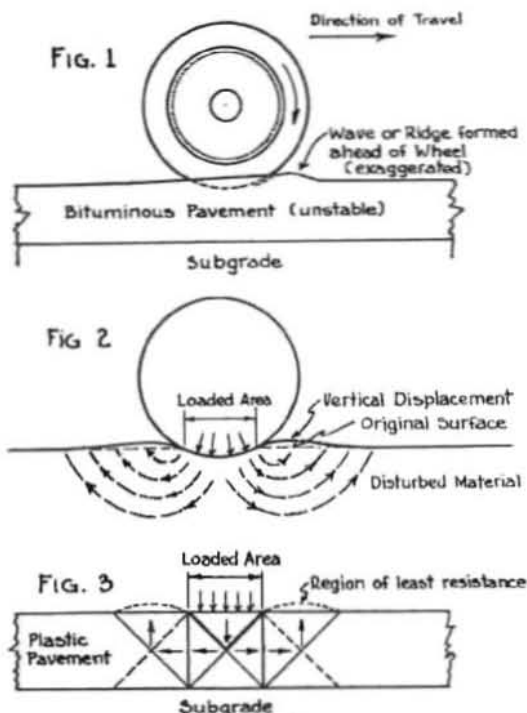 Direction of Travel
FIG. 1
Wave or Ridge formed
ahead of Wheel
(exaggerated)
Bituminous Pavement (unstable)
Subgrade
FIG 2
Loaded Area
Vertical Displacement
Original Surface
Disturbed Material
Loaded Area
FIG. 3
Region of least resistance
Plastic
Pavement
Subgrade